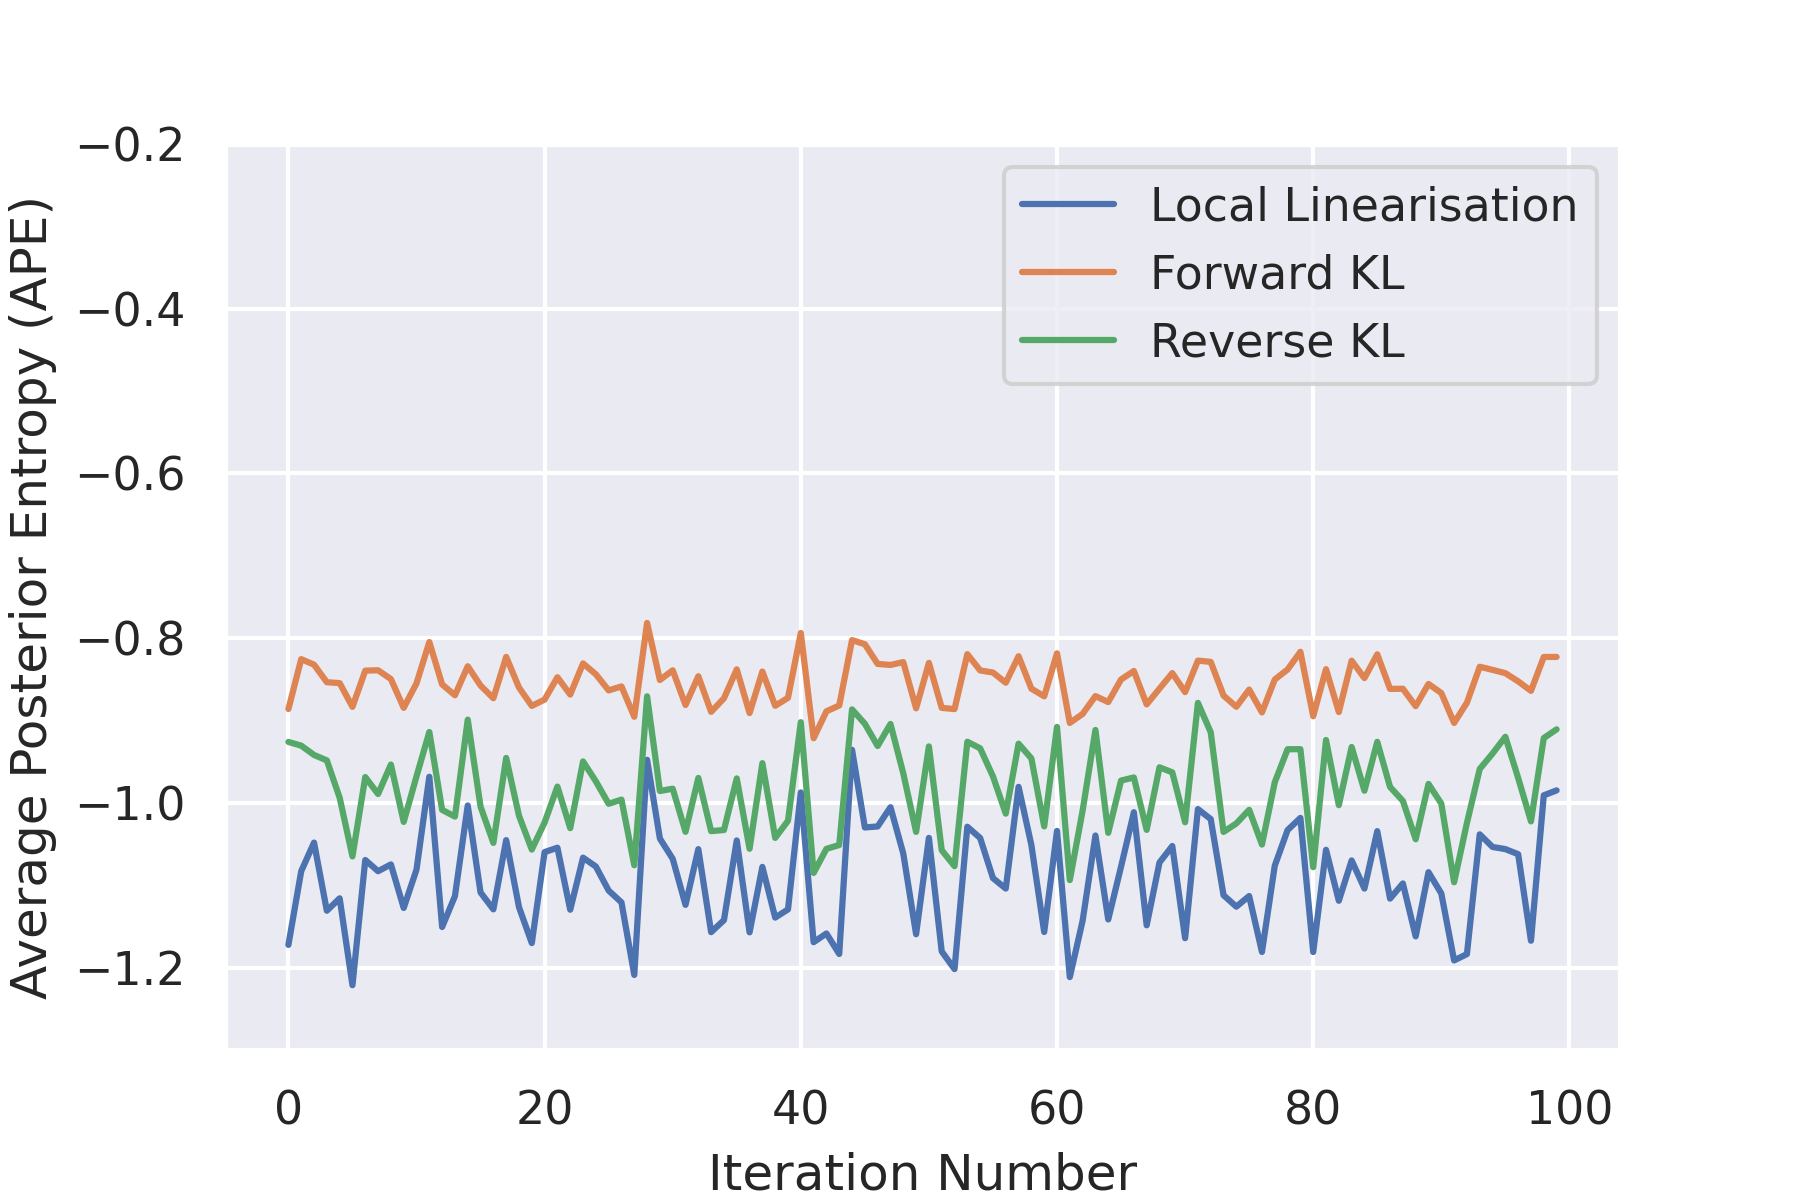 Average Posterior Entropy (APE)
−0.2
−0.4
−0.6
−0.8
−1.0
−1.2
Local Linearisation
Forward KL
Reverse KL
0 20 40 60 80 100
Iteration Number